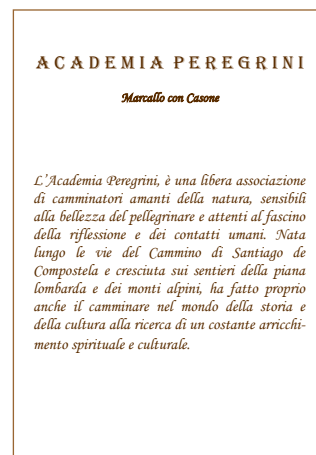 ACADEMIA PEREGRINI
Marcallo con Casone
L'Academia Peregrini, è una libera associazione
di camminatori amanti della natura, sensibili
alla bellezza del pellegrinare e attenti al fascino
della riflessione e dei contatti umani. Nata
lungo le vie del Cammino di Santiago de
Compostela e cresciuta sui sentieri della piana
lombarda e dei monti alpini, ha fatto proprio
anche il camminare nel mondo della storia e
della cultura alla ricerca di un costante arricchi-
mento spirituale e culturale.